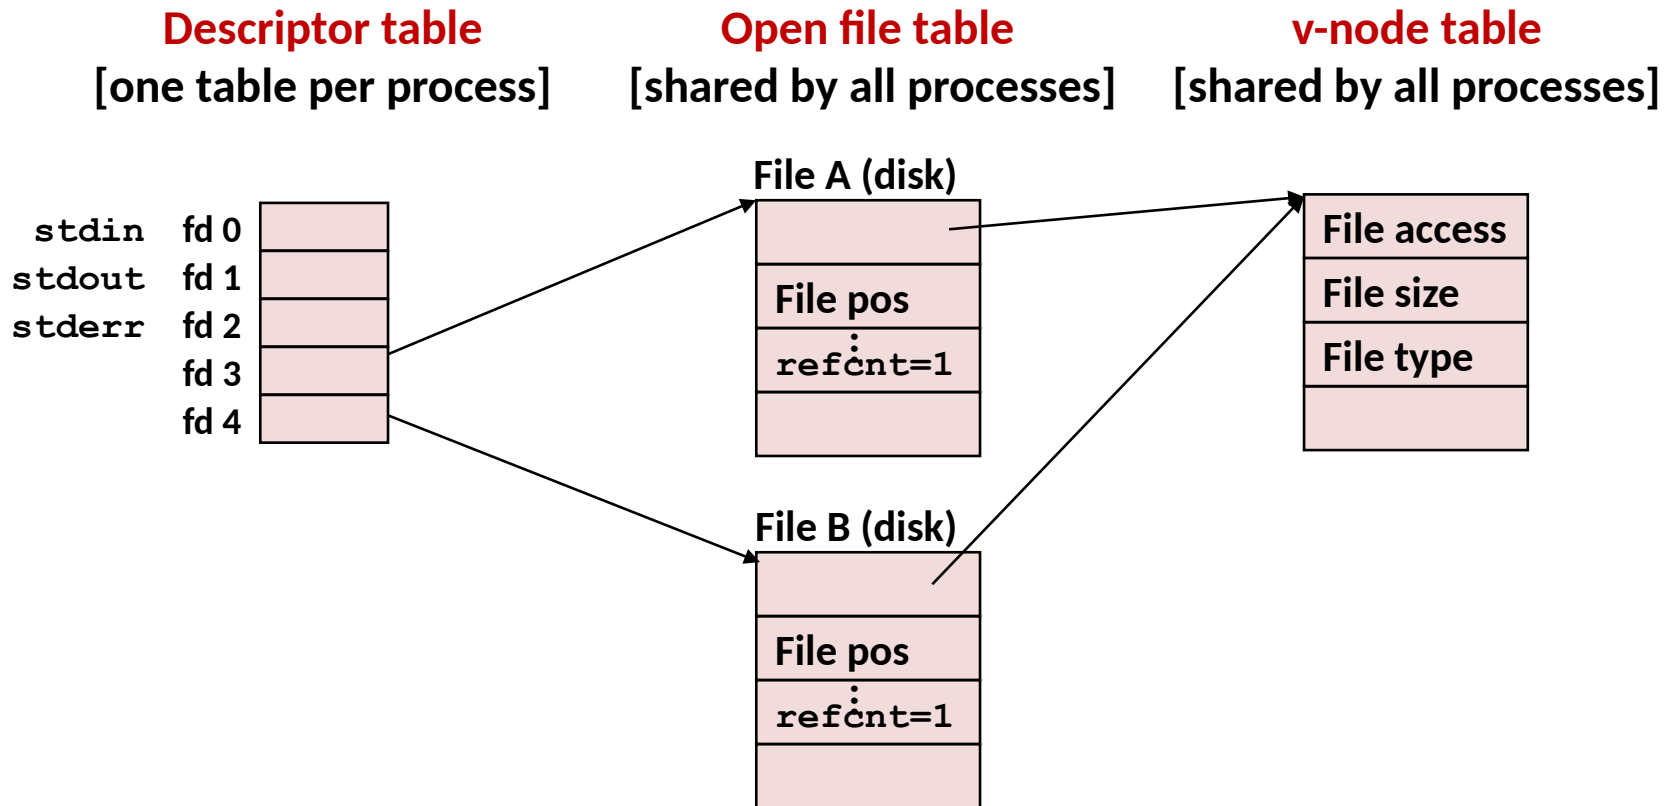 Descriptor table
[one table per process]
Open file table
[shared by all processes]
v-node table
[shared by all processes]
stdin fd 0
stdout fd 1
stderr fd 2
fd 3
fd 4
File A (disk)
File pos
refcnt=1
File B (disk)
File pos
refcnt=1
File access
File size
File type